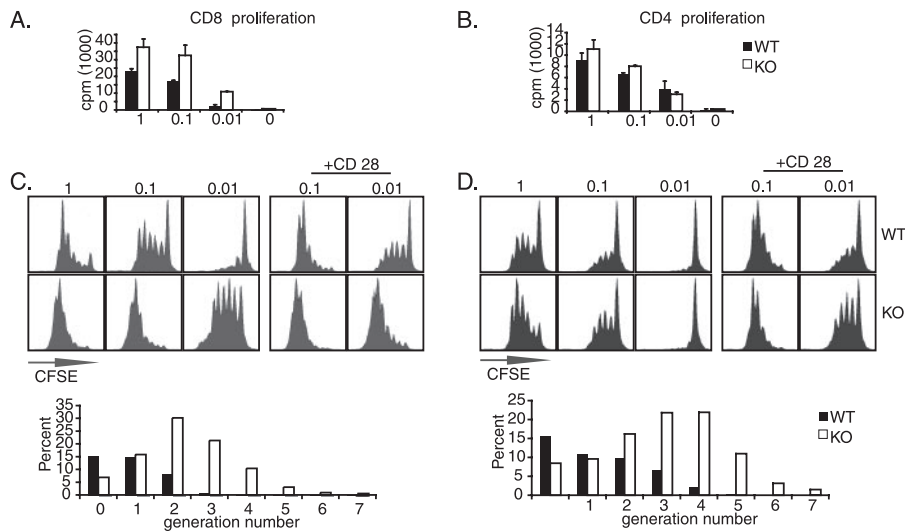 A.
CD8 proliferation
cpm (1000)
40
30
20
10
0
1 0.1 0.01 0
B.
CD4 proliferation
cpm (1000)
14
12
10
8
6
4
2
0
1 0.1 0.01 0
WT
KO
C.
+CD 28
1 0.1 0.01 0.1 0.01
CFSE
D.
+CD 28
1 0.1 0.01 0.1 0.01
WT
KO
CFSE
Percent
35
30
25
20
15
10
5
0
0 1 2 3 4 5 6 7
generation number
WT
KO
Percent
25
20
15
10
5
0
1 2 3 4 5 6 7
generation number
WT
KO